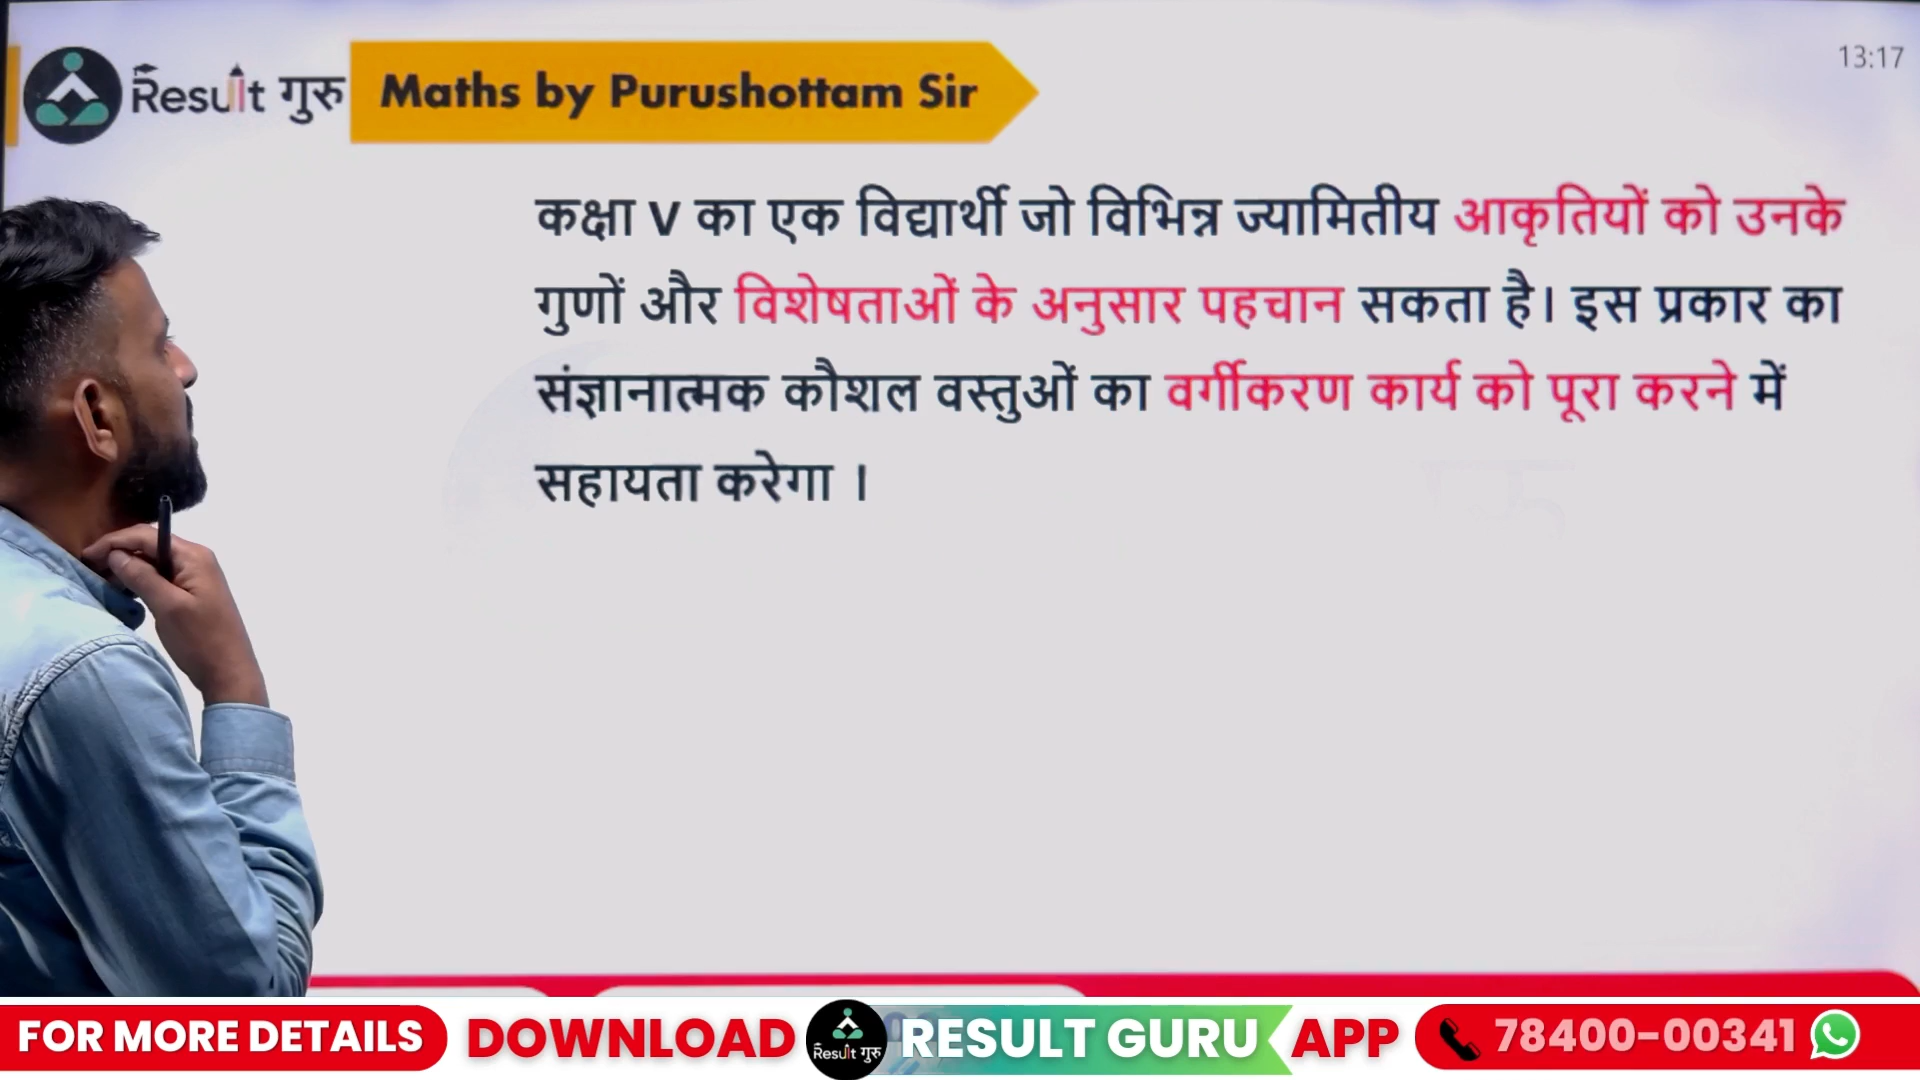 Result गुरु
Maths by Purushottam Sir
13:17
कक्षा V का एक विद्यार्थी जो विभिन्न ज्यामितीय आकृतियों को उनके
गुणों और विशेषताओं के अनुसार पहचान सकता है। इस प्रकार का
संज्ञानात्मक कौशल वस्तुओं का वर्गीकरण कार्य को पूरा करने में
सहायता करेगा ।
FOR MORE DETAILS
DOWNLOAD
Result गुरु
RESULT GURU
APP
78400-00341